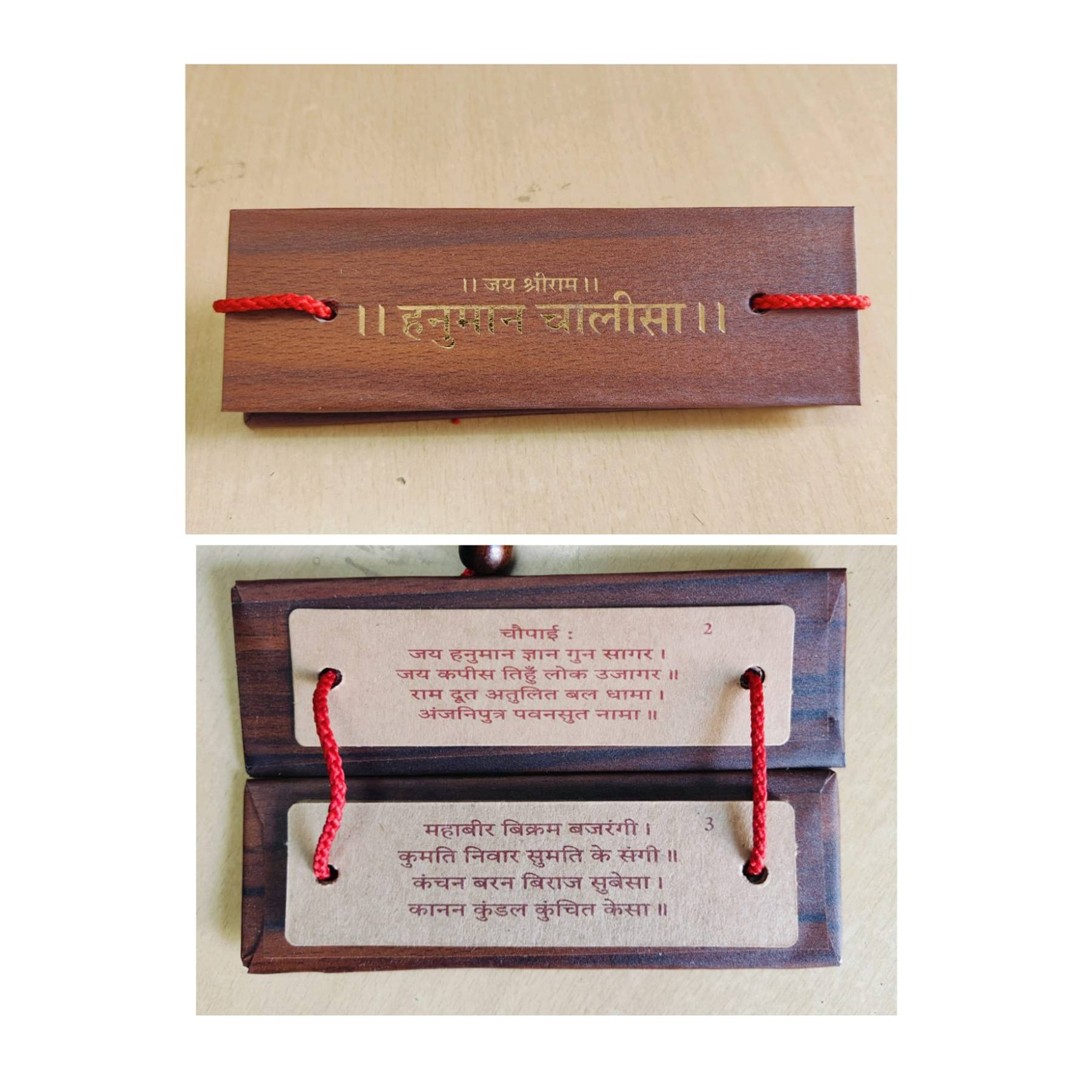 ।। जय श्रीराम ।।
।। हनुमान चालीसा ।।
चौपाई :
2
जय हनुमान ज्ञान गुन सागर ।
जय कपीस तिहुँ लोक उजागर ॥
राम दूत अतुलित बल धामा ।
अंजनिपुत्र पवनसुत नामा ॥
महाबीर बिक्रम बजरंगी ।
3
कुमति निवार सुमति के संगी ॥
कंचन बरन बिराज सुबेसा ।
कानन कुंडल कुंचित केसा ॥